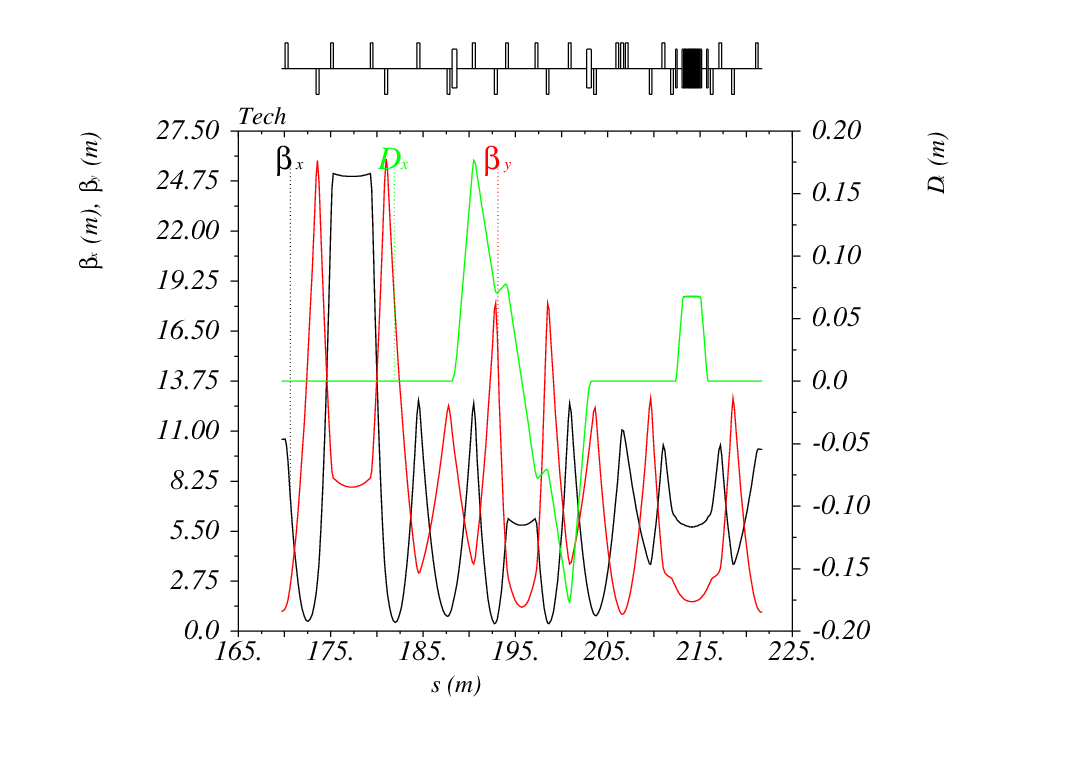 Tech
27.50
24.75
22.00
19.25
16.50
13.75
11.00
8.25
5.50
2.75
0.0
βx (m), βy (m)
βx
Dx
βy
0.20
0.15
0.10
0.05
0.0
-0.05
-0.10
-0.15
-0.20
Dx (m)
165. 175. 185. 195. 205. 215. 225.
s (m)